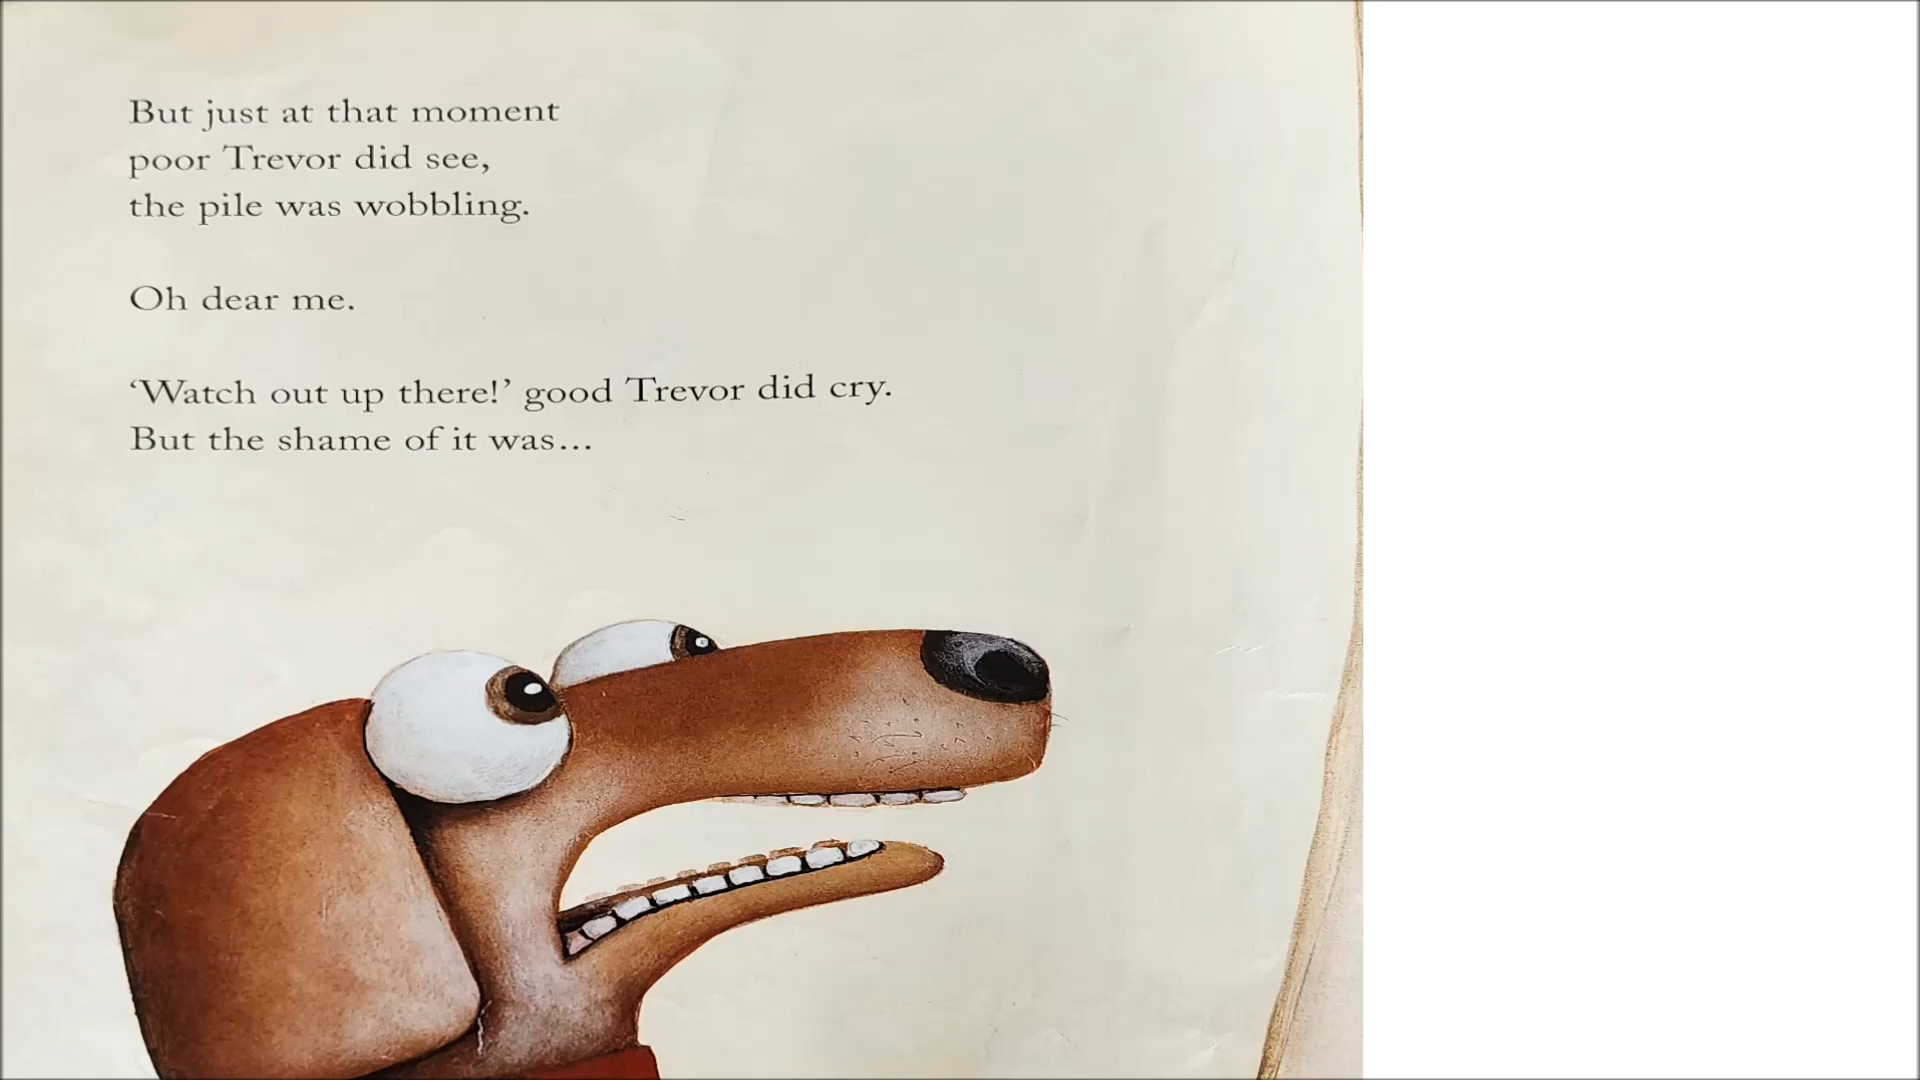 But just at that moment
poor Trevor did see,
the pile was wobbling.
Oh dear me.
‘Watch out up there!’ good Trevor did cry.
But the shame of it was…